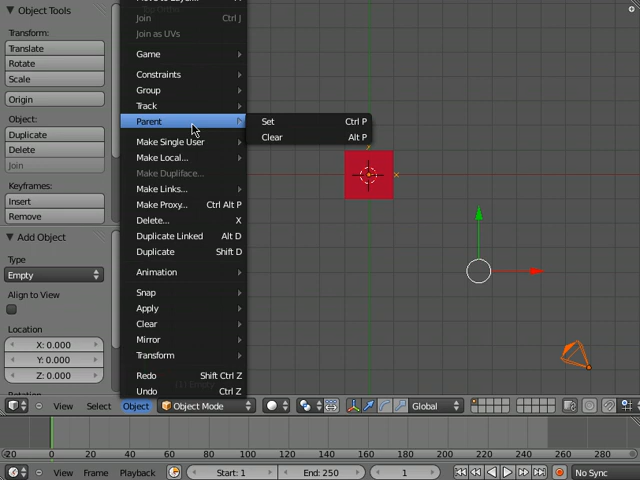 Object Tools
Transform:
Translate
Rotate
Scale
Origin
Object:
Duplicate
Delete
Join
Keyframes:
Insert
Remove
Add Object
Type
Empty
Align to View
Location
X: 0.000
Y: 0.000
Z: 0.000
Join Ctrl J
Join as UVs
Game
Constraints
Group
Track
Parent
Make Single User
Make Local...
Make Dupliface...
Make Links...
Make Proxy... Ctrl Alt P
Delete... X
Duplicate Linked Alt D
Duplicate Shift D
Animation
Snap
Apply
Clear
Mirror
Transform
Redo Shift Ctrl Z
Undo Ctrl Z
Set Ctrl P
Clear Alt P
View Select Object Object Mode Global
-20 0 20 40 60 80 100 120 140 160 180 200 220 240 260 280
View Frame Playback Start: 1 End: 250 1 No Sync